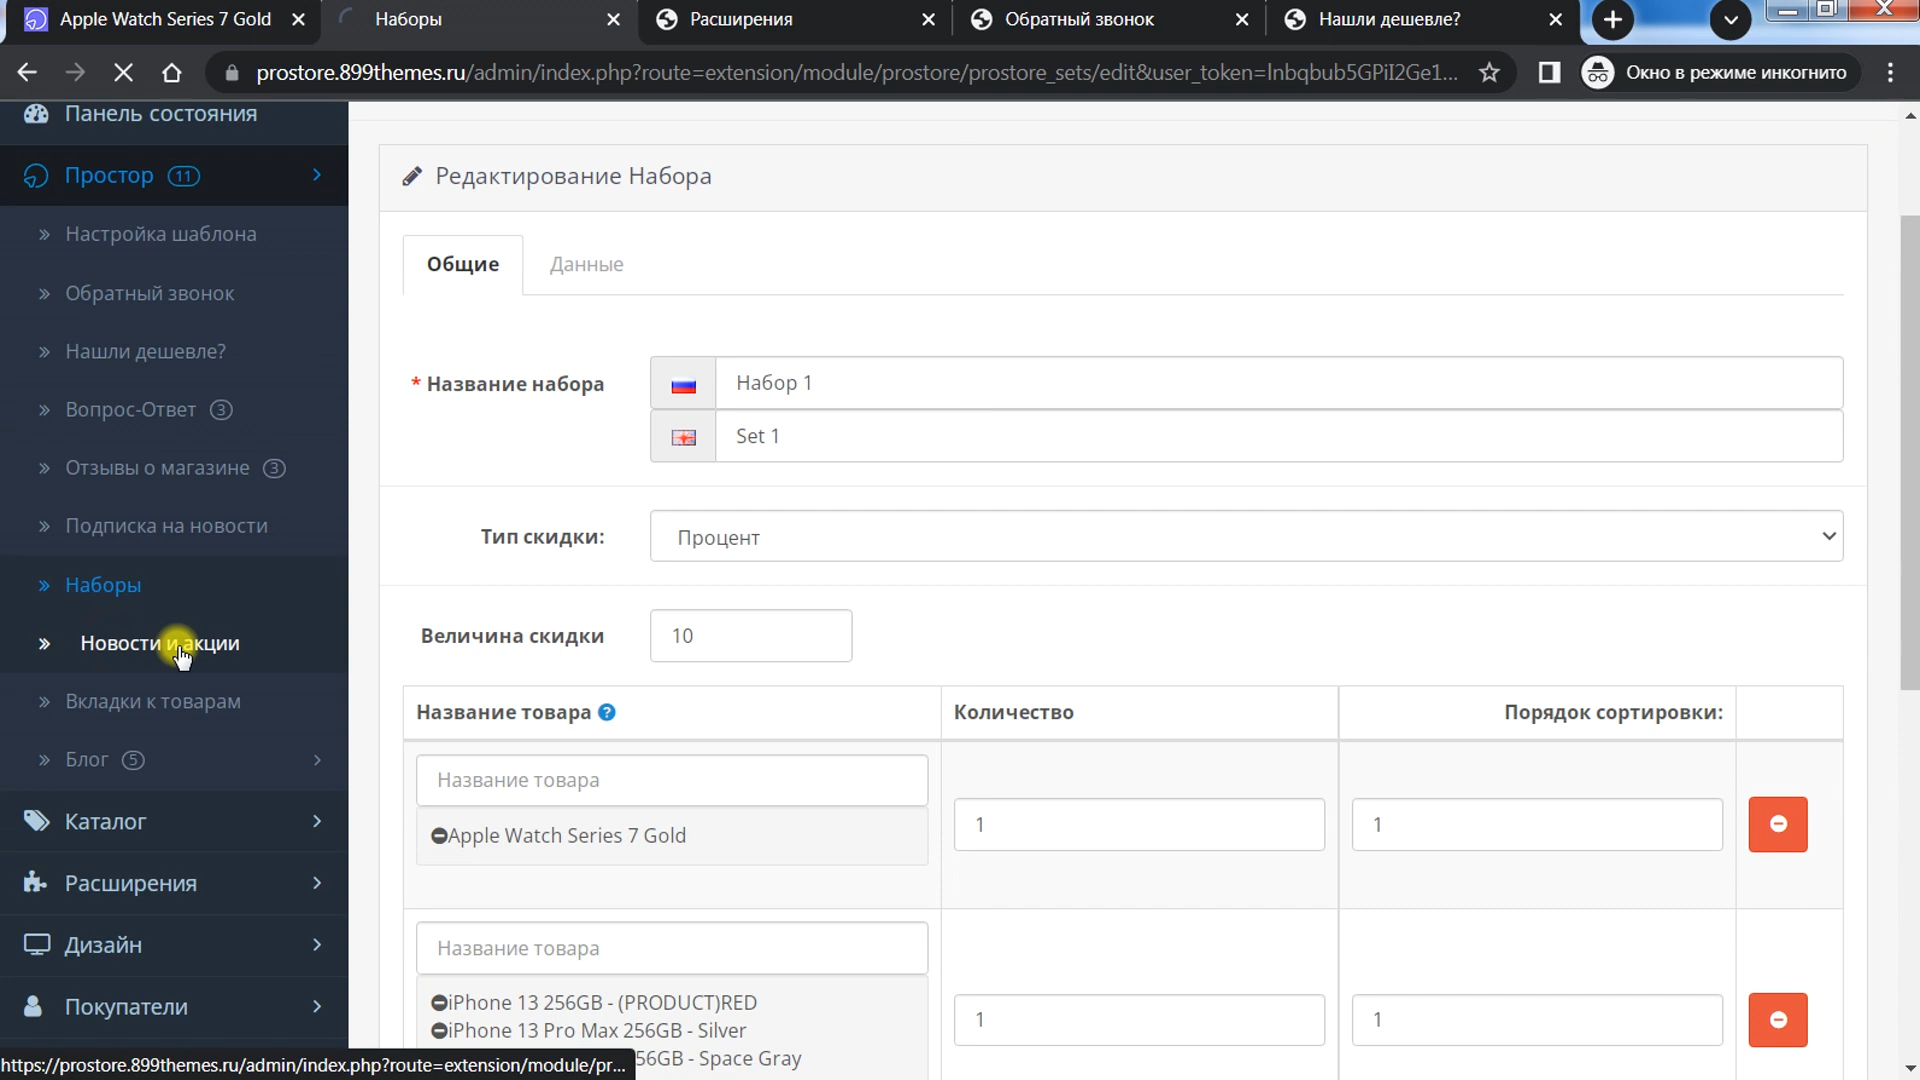 Apple Watch Series 7 Gold
Наборы
Расширения
Обратный звонок
Нашли дешевле?
prostore.899themes.ru/admin/index.php?route=extension/module/prostore/prostore_sets/edit&user_token=Inbqbub5GPiI2Ge1...
Окно в режиме инкогнито
Панель состояния
Простор 11
Настройка шаблона
Обратный звонок
Нашли дешевле?
Вопрос-Ответ 3
Отзывы о магазине 3
Подписка на новости
Наборы
Новости и акции
Вкладки к товарам
Блог 5
Каталог
Расширения
Дизайн
Покупатели
https://prostore.899themes.ru/admin/index.php?route=extension/module/pr...
Редактирование Набора
Общие
Данные
* Название набора
Набор 1
Set 1
Тип скидки:
Процент
Величина скидки
10
Название товара ?
Количество
Порядок сортировки:
Название товара
Apple Watch Series 7 Gold
1
1
Название товара
iPhone 13 256GB - (PRODUCT)RED
iPhone 13 Pro Max 256GB - Silver
56GB - Space Gray
1
1